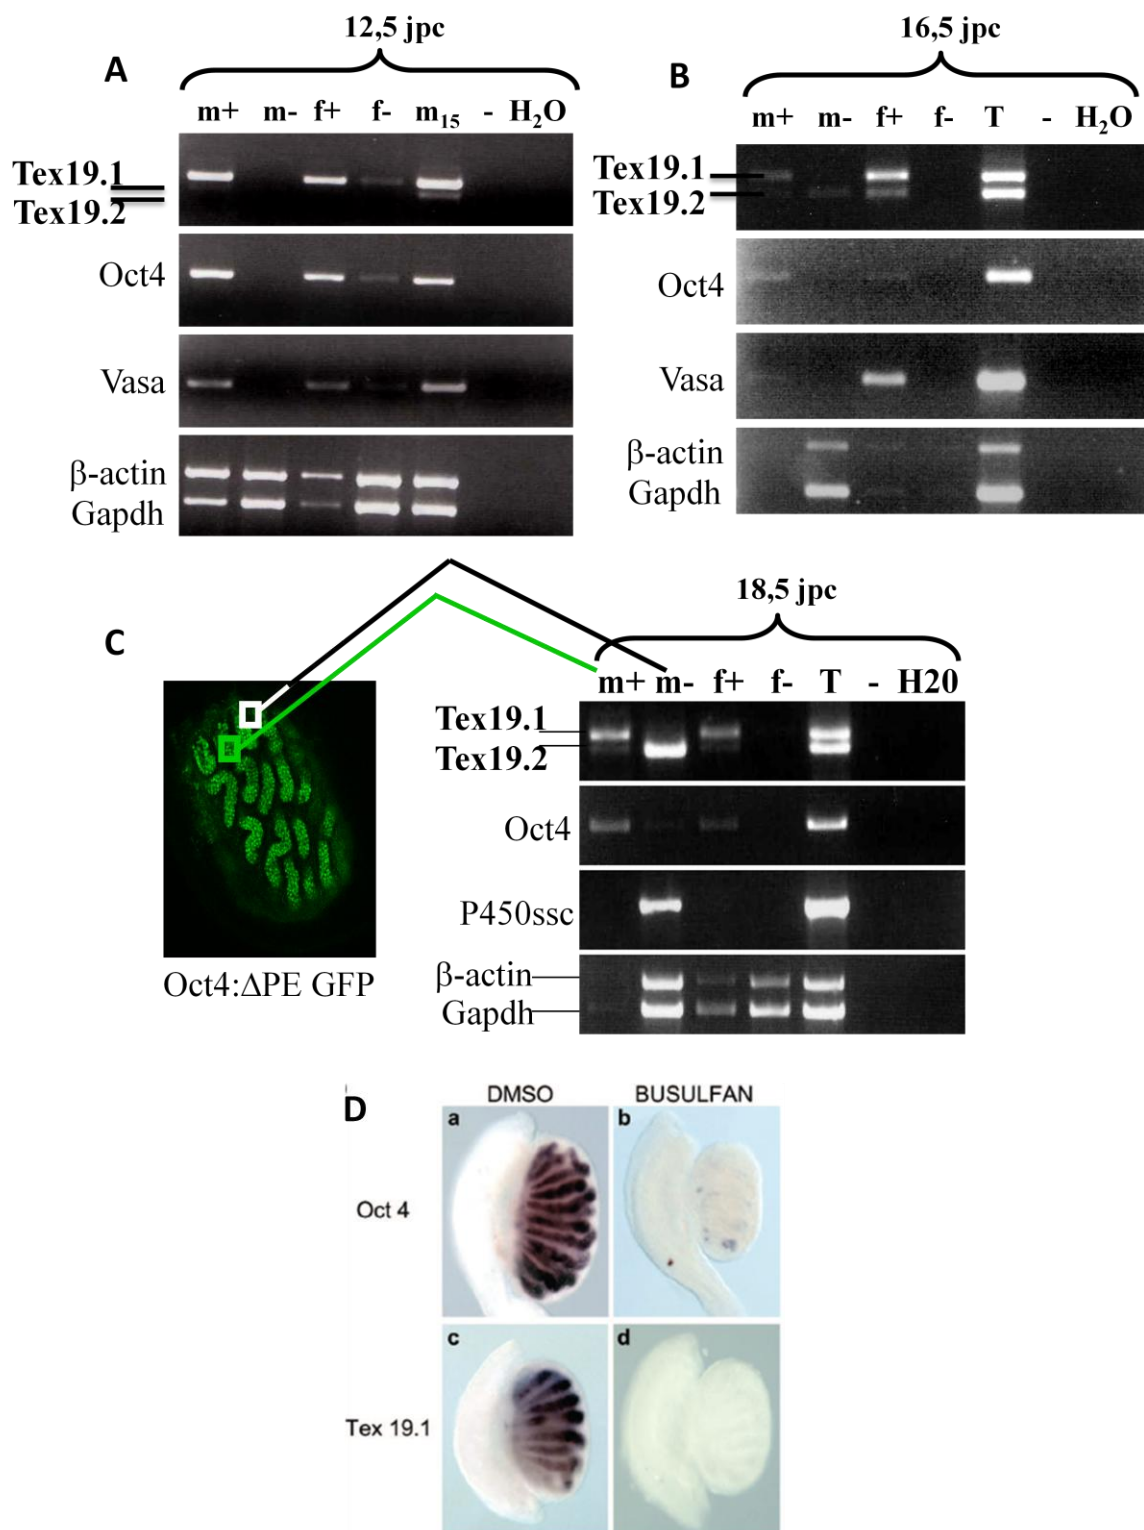 12,5 jpc
A
m+ m- f+ f- m15 - H2O
Tex19.1
Tex19.2
Oct4
Vasa
β-actin
Gapdh
16,5 jpc
B
m+ m- f+ f- T - H2O
Tex19.1
Tex19.2
Oct4
Vasa
β-actin
Gapdh
C
Oct4:ΔPE GFP
18,5 jpc
m+ m- f+ f- T - H20
Tex19.1
Tex19.2
Oct4
P450ssc
β-actin
Gapdh
D
DMSO BUSULFAN
a b
Oct 4
c d
Tex 19.1